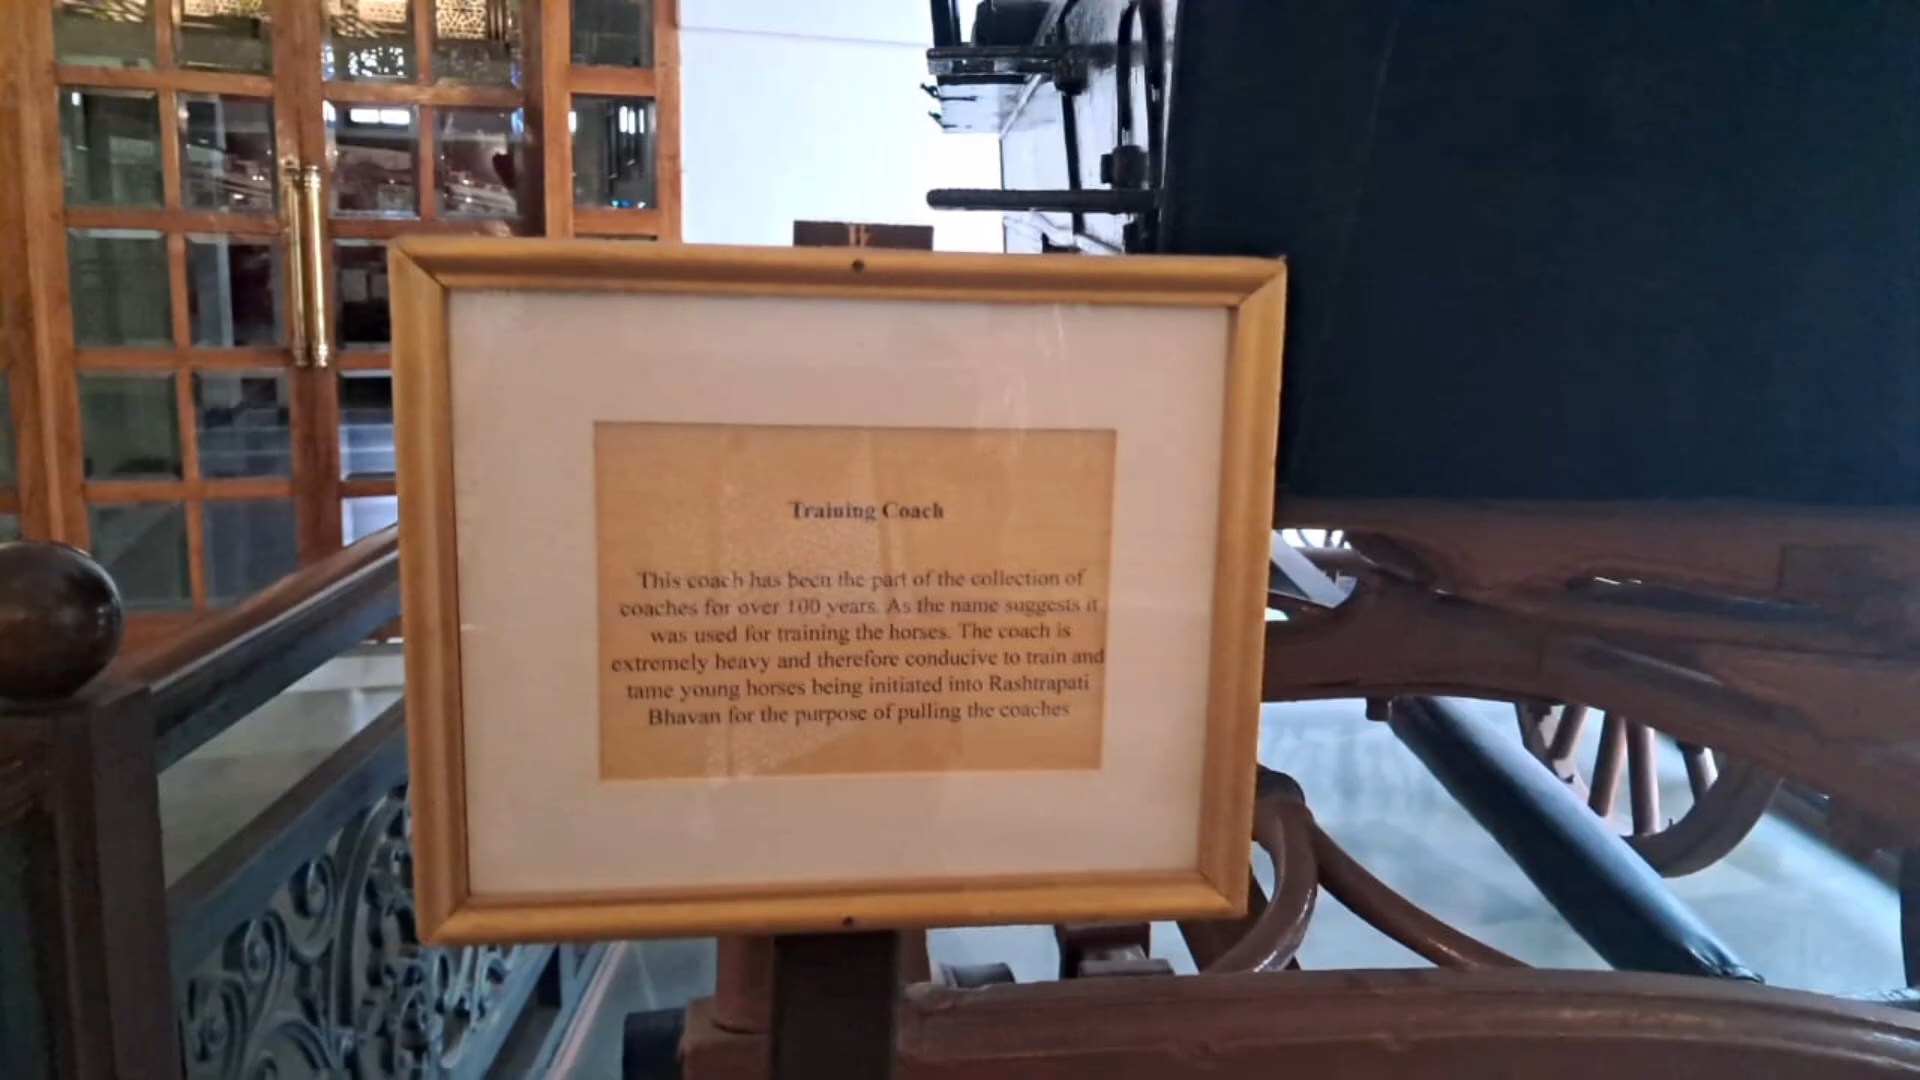 Training Coach
This coach has been the part of the collection of
coaches for over 100 years. As the name suggests it
was used for training the horses. The coach is
extremely heavy and therefore conducive to train and
tame young horses being initiated into Rashtrapati
Bhavan for the purpose of pulling the coaches